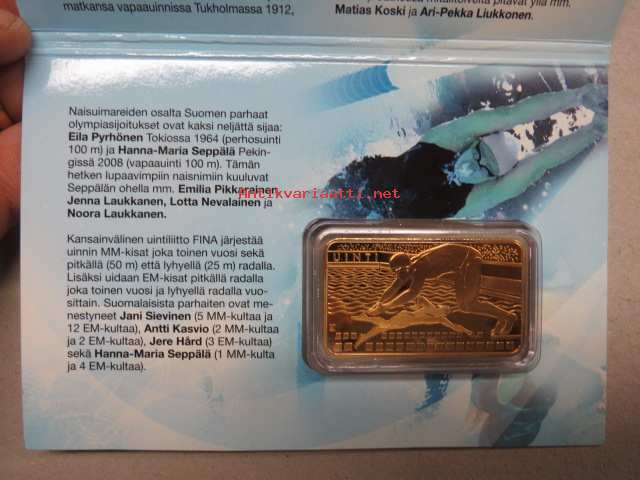 matkansa vapaauinnissa Tukholmassa 1912,
pitävät yllä mm.
Matias Koski ja Ari-Pekka Liukkonen.
Naisuimareiden osalta Suomen parhaat
olympiasijoitukset ovat kaksi neljättä sijaa:
Eila Pyrhönen Tokiossa 1964 (perhosuinti
100 m) ja Hanna-Maria Seppälä Pekin-
gissä 2008 (vapaauinti 100 m). Tämän
hetken lupaavimpiin naisnimiin kuuluvat
Seppälän ohella mm. Emilia Pikkarainen,
Jenna Laukkanen, Lotta Nevalainen ja
Noora Laukkanen.
Kansainvälinen uintiliitto FINA järjestää
uinnin MM-kisat joka toinen vuosi sekä
pitkällä (50 m) että lyhyellä (25 m) radalla.
Lisäksi uidaan EM-kisat pitkällä radalla
joka toinen vuosi ja lyhyellä radalla vuo-
sittain. Suomalaisista parhaiten ovat me-
nestyneet Jani Sievinen (5 MM-kultaa ja
12 EM-kultaa), Antti Kasvio (2 MM-kultaa
ja 2 EM-kultaa), Jere Hård (3 EM-kultaa)
sekä Hanna-Maria Seppälä (1 MM-kulta
ja 4 EM-kultaa).
Antikvariaatti.net
UINTI